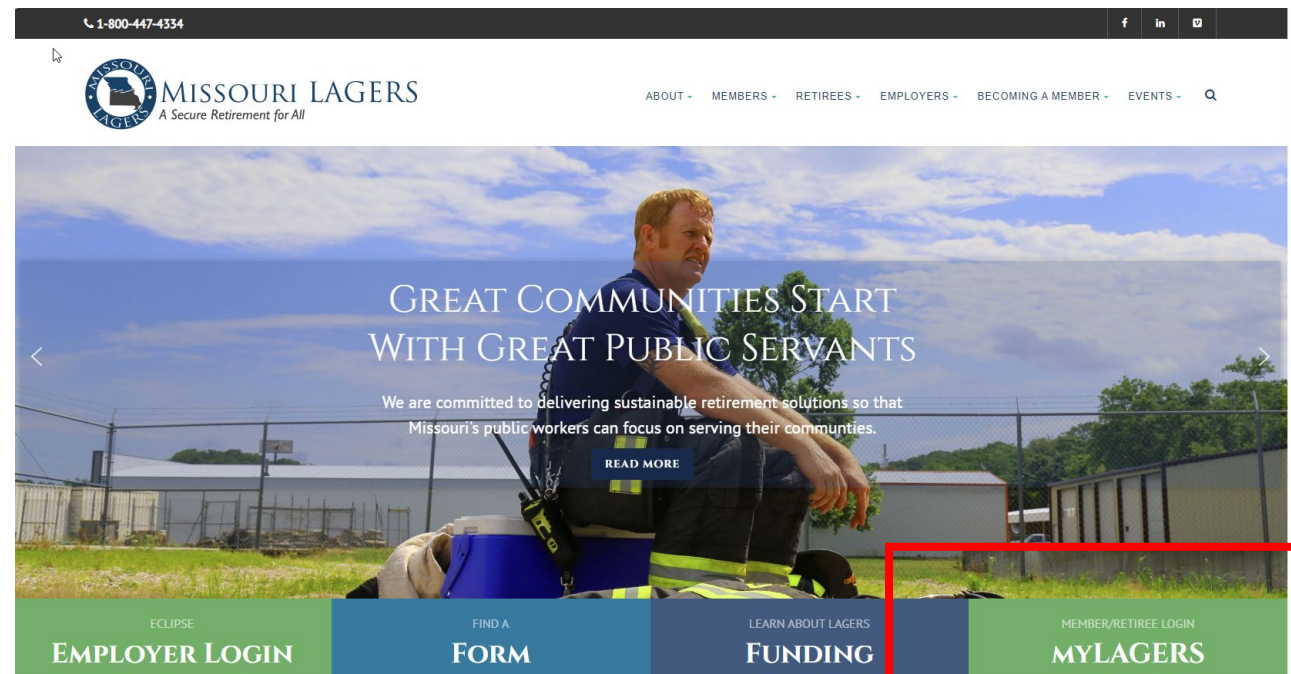 1-800-447-4334
MISSOURI
LAGERS
MISSOURI LAGERS
A Secure Retirement for All
ABOUT MEMBERS RETIREES EMPLOYERS BECOMING A MEMBER EVENTS
GREAT COMMUNITIES START
WITH GREAT PUBLIC SERVANTS
We are committed to delivering sustainable retirement solutions so that
Missouri's public workers can focus on serving their communties.
READ MORE
ECLIPSE
EMPLOYER LOGIN
FIND A
FORM
LEARN ABOUT LAGERS
FUNDING
MEMBER/RETIREE LOGIN
MYLAGERS